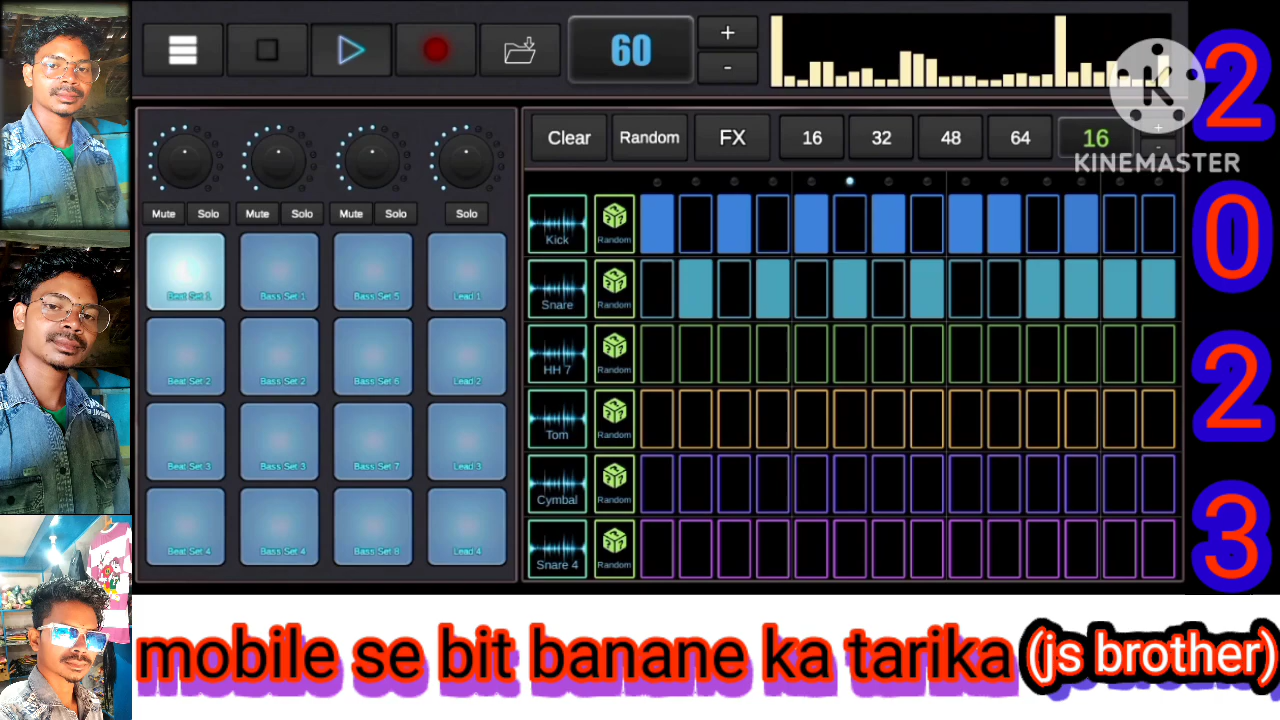 60
+
-
Clear Random FX 16 32 48 64 16
+
-
KINEMASTER
K
Mute Solo Mute Solo Mute Solo Solo
Beat Set 1 Bass Set 1 Bass Set 5 Lead 1
Beat Set 2 Bass Set 2 Bass Set 6 Lead 2
Beat Set 3 Bass Set 3 Bass Set 7 Lead 3
Beat Set 4 Bass Set 4 Bass Set 8 Lead 4
Kick Random
Snare Random
HH 7 Random
Tom Random
Cymbal Random
Snare 4 Random
2
0
2
3
mobile se bit banane ka tarika (js brother)